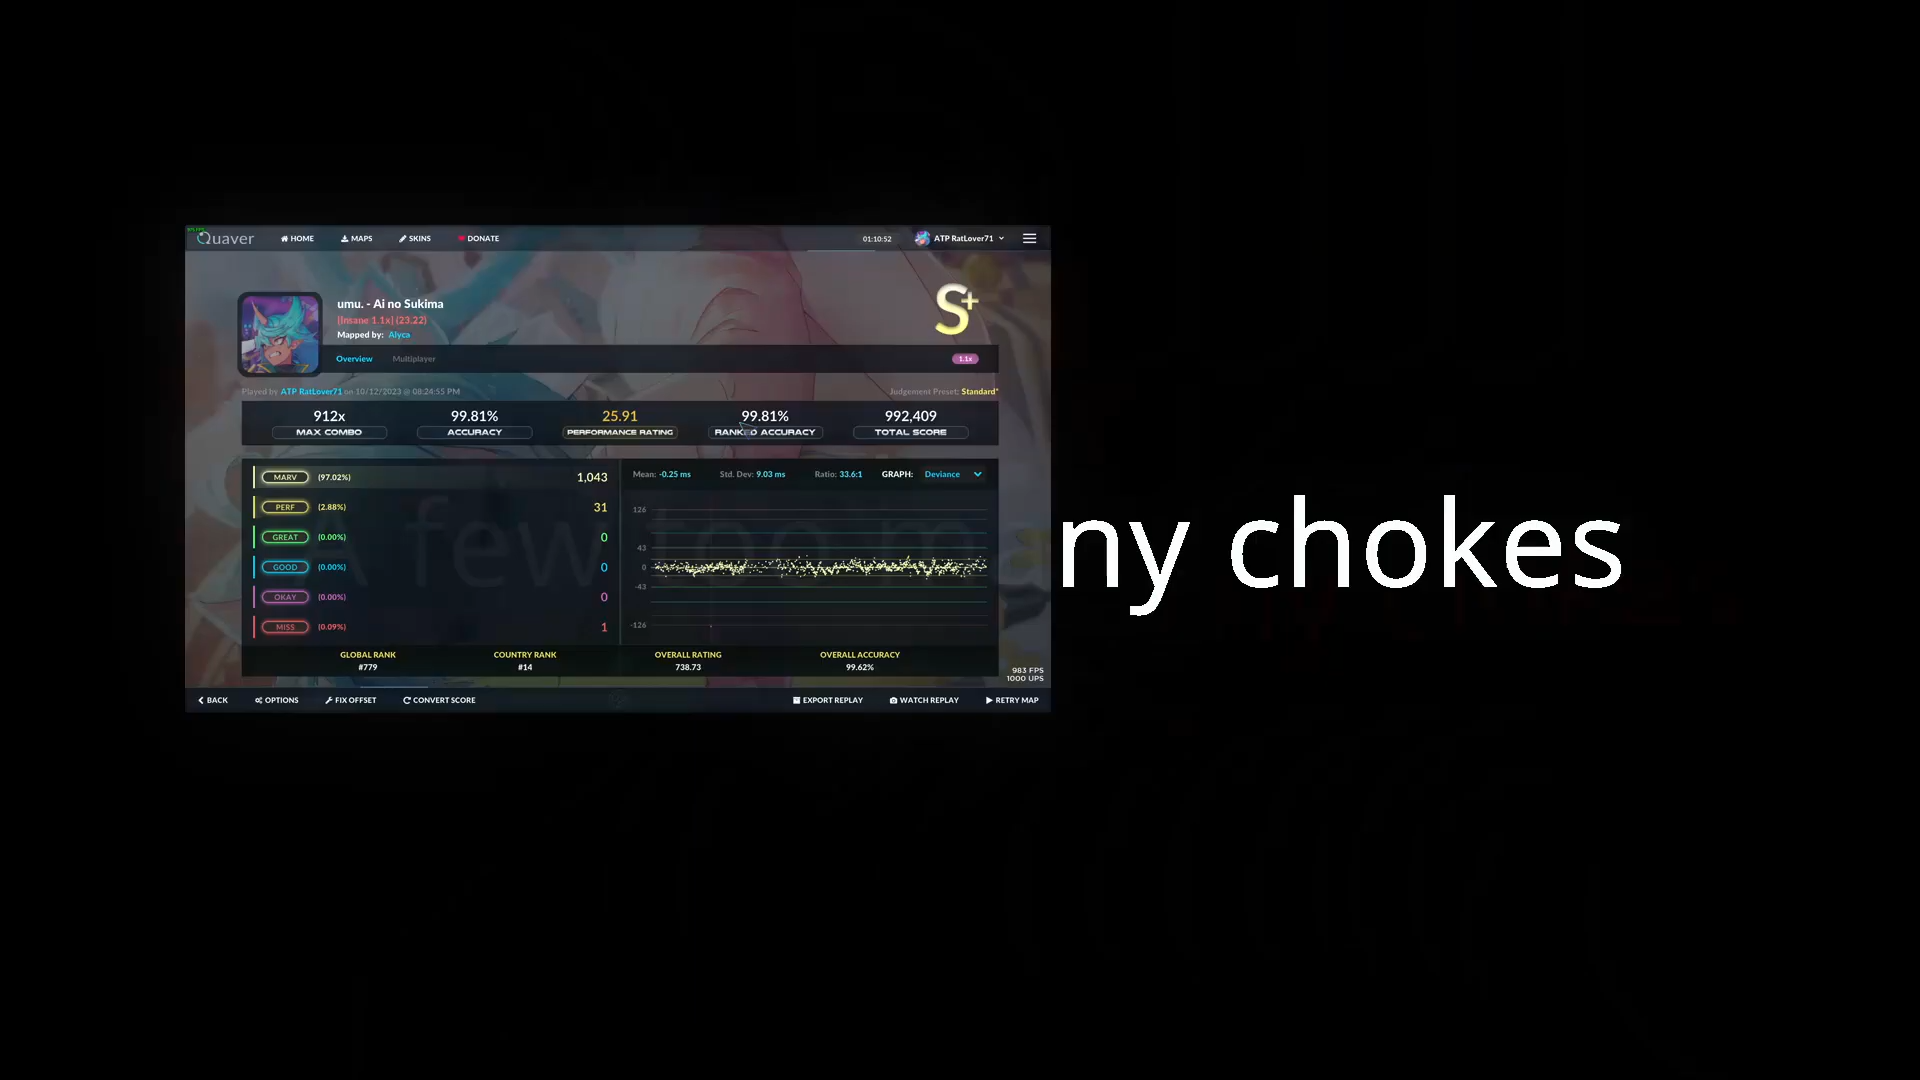 Quaver
HOME
MAPS
SKINS
DONATE
01:10:52
ATP RatLover71
umu. - Ai no Sukima
[Insane 1.1x] (23.22)
Mapped by: Alyca
S+
Overview
Multiplayer
1.1x
Played by ATP RatLover71 on 10/12/2023 @ 08:24:55 PM
Judgement Preset: Standard*
912x
MAX COMBO
99.81%
ACCURACY
25.91
PERFORMANCE RATING
99.81%
RANKED ACCURACY
992,409
TOTAL SCORE
MARV (97.02%) 1,043
PERF (2.88%) 31
GREAT (0.00%) 0
GOOD (0.00%) 0
OKAY (0.00%) 0
MISS (0.09%) 1
Mean: -0.25 ms
Std. Dev: 9.03 ms
Ratio: 33.6:1
GRAPH: Deviance
126
43
0
-43
-126
A few too many chokes
GLOBAL RANK
#779
COUNTRY RANK
#14
OVERALL RATING
738.73
OVERALL ACCURACY
99.62%
983 FPS
1000 UPS
BACK
OPTIONS
FIX OFFSET
CONVERT SCORE
EXPORT REPLAY
WATCH REPLAY
RETRY MAP